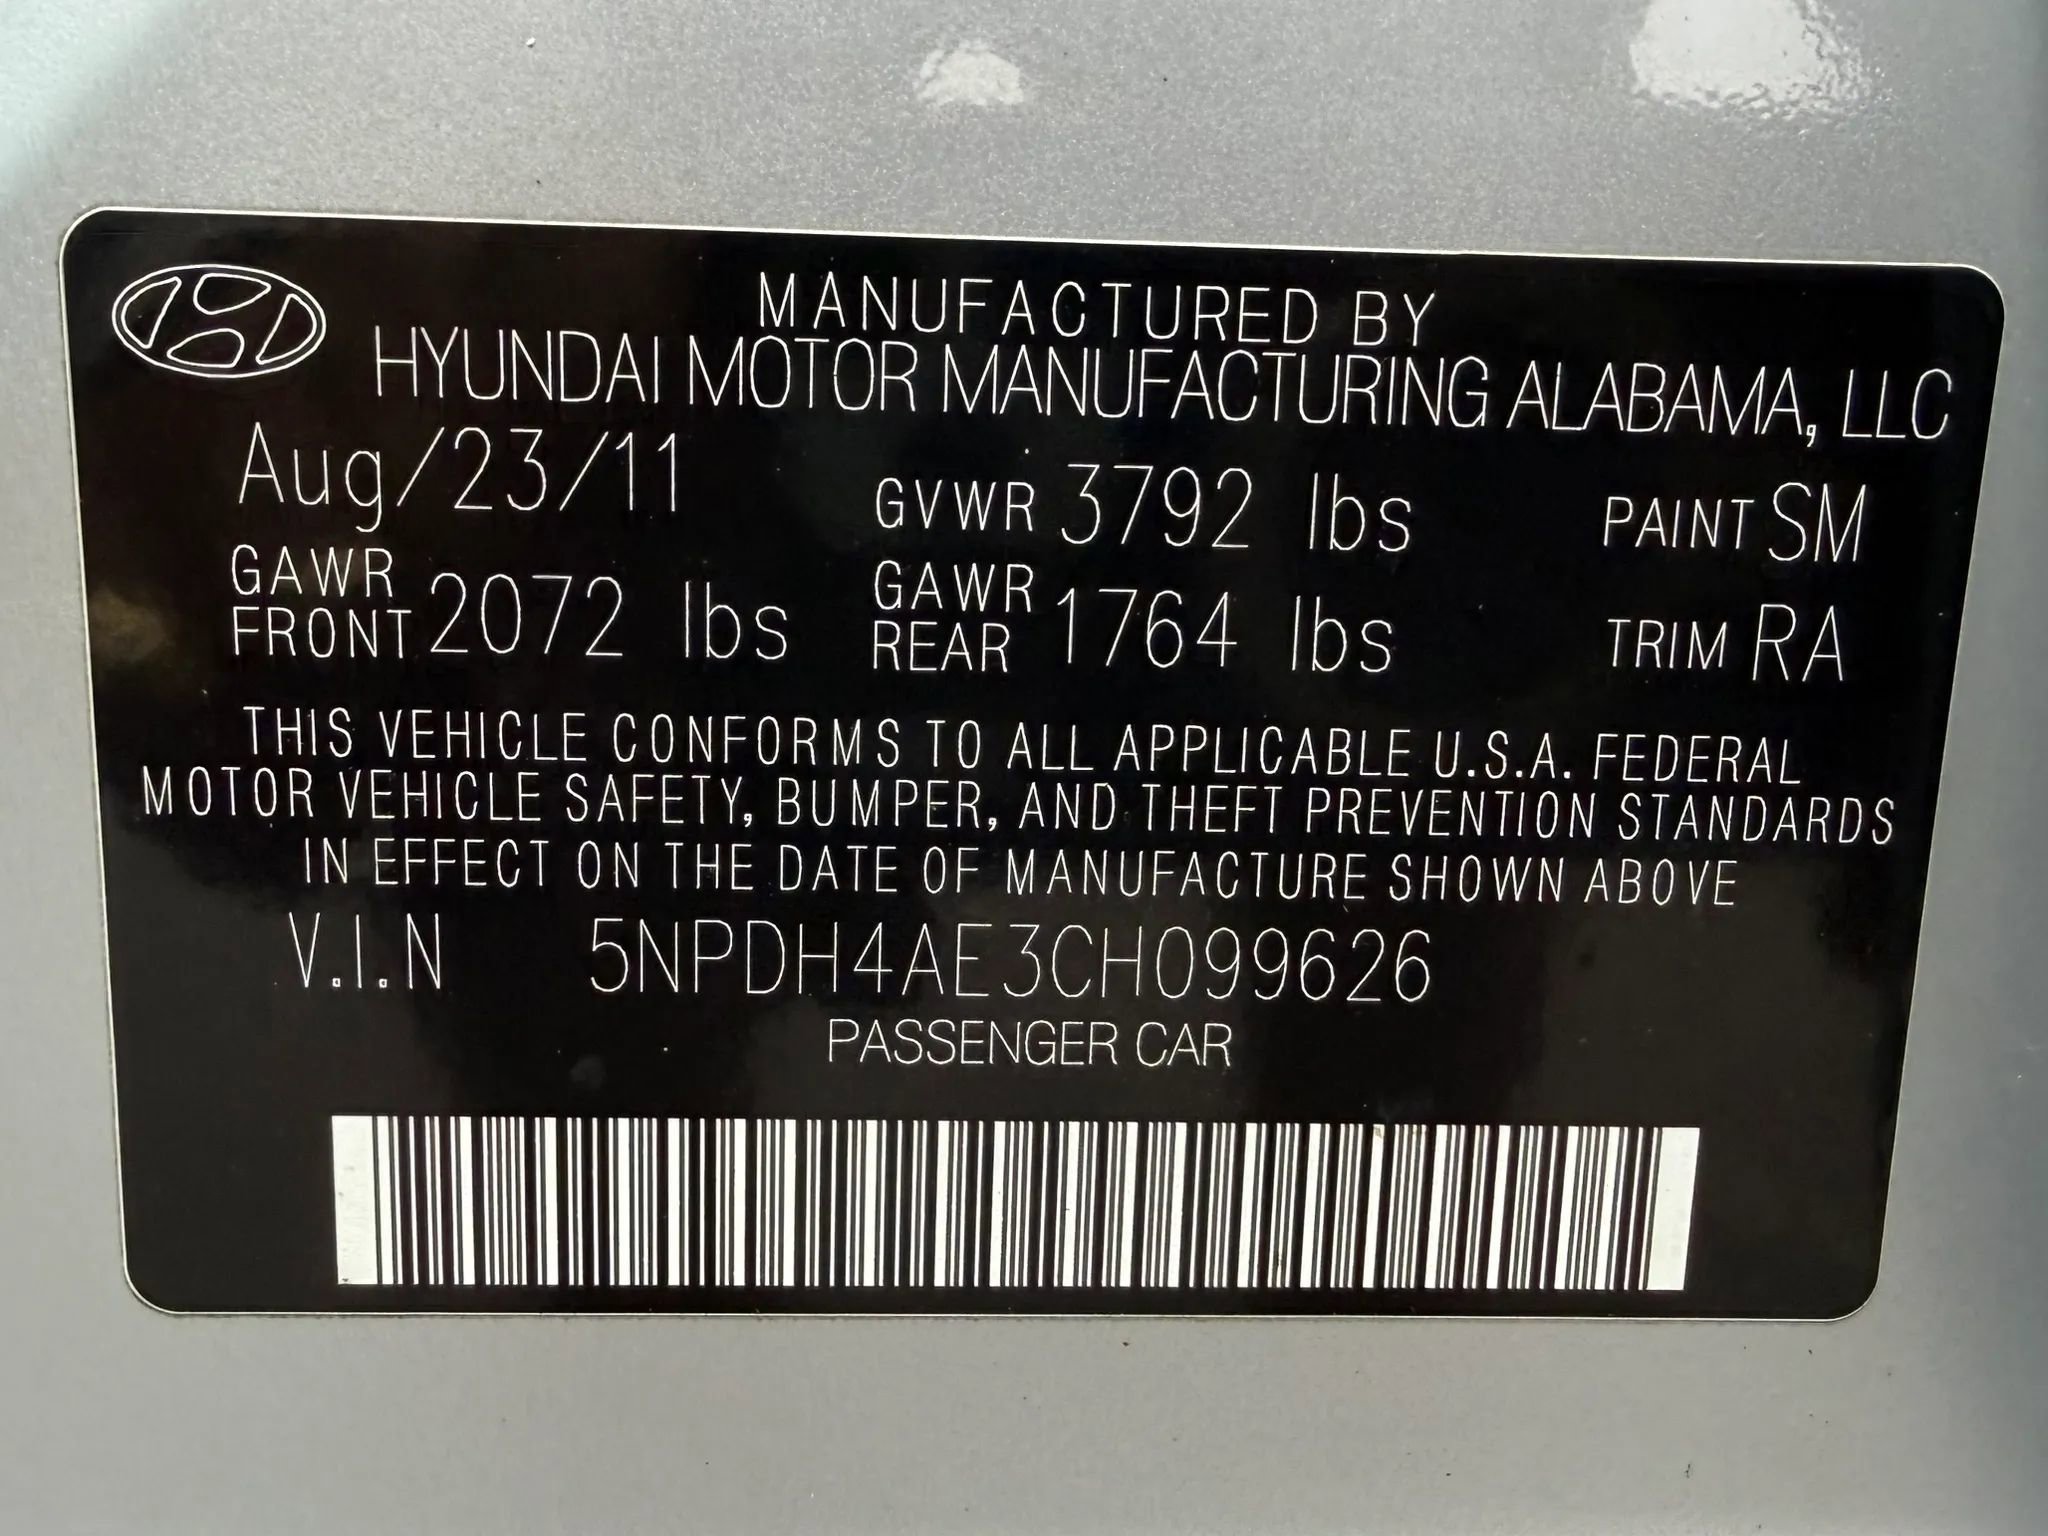 MANUFACTURED BY
HYUNDAI MOTOR MANUFACTURING ALABAMA, LLC
Aug/23/11 GVWR 3792 lbs PAINT SM
GAWR FRONT 2072 lbs GAWR REAR 1764 lbs TRIM RA
THIS VEHICLE CONFORMS TO ALL APPLICABLE U.S.A. FEDERAL
MOTOR VEHICLE SAFETY, BUMPER, AND THEFT PREVENTION STANDARDS
IN EFFECT ON THE DATE OF MANUFACTURE SHOWN ABOVE
V.I.N 5NPDH4AE3CH099626
PASSENGER CAR